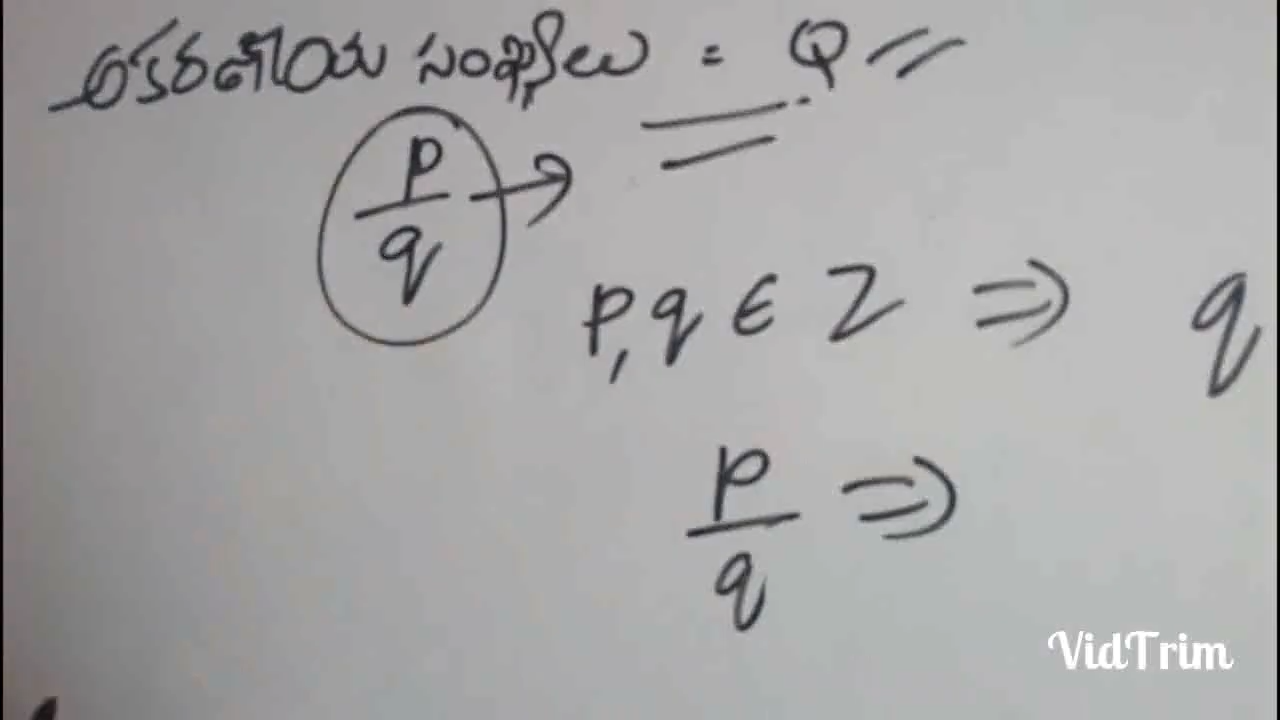 అకరణీయ సంఖ్యలు = Q
p/q →
p, q ∈ Z ⇒ q
p/q ⇒
VidTrim